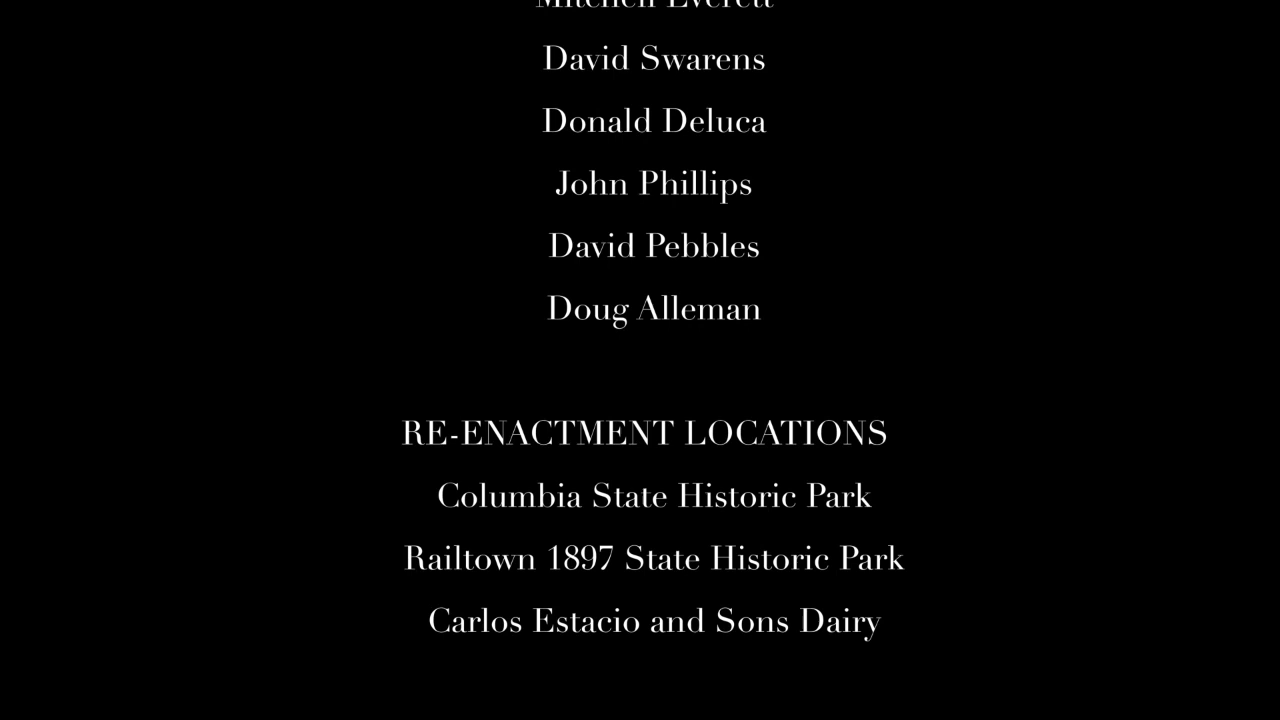 Mitchell Everett
David Swarens
Donald Deluca
John Phillips
David Pebbles
Doug Alleman
RE-ENACTMENT LOCATIONS
Columbia State Historic Park
Railtown 1897 State Historic Park
Carlos Estacio and Sons Dairy